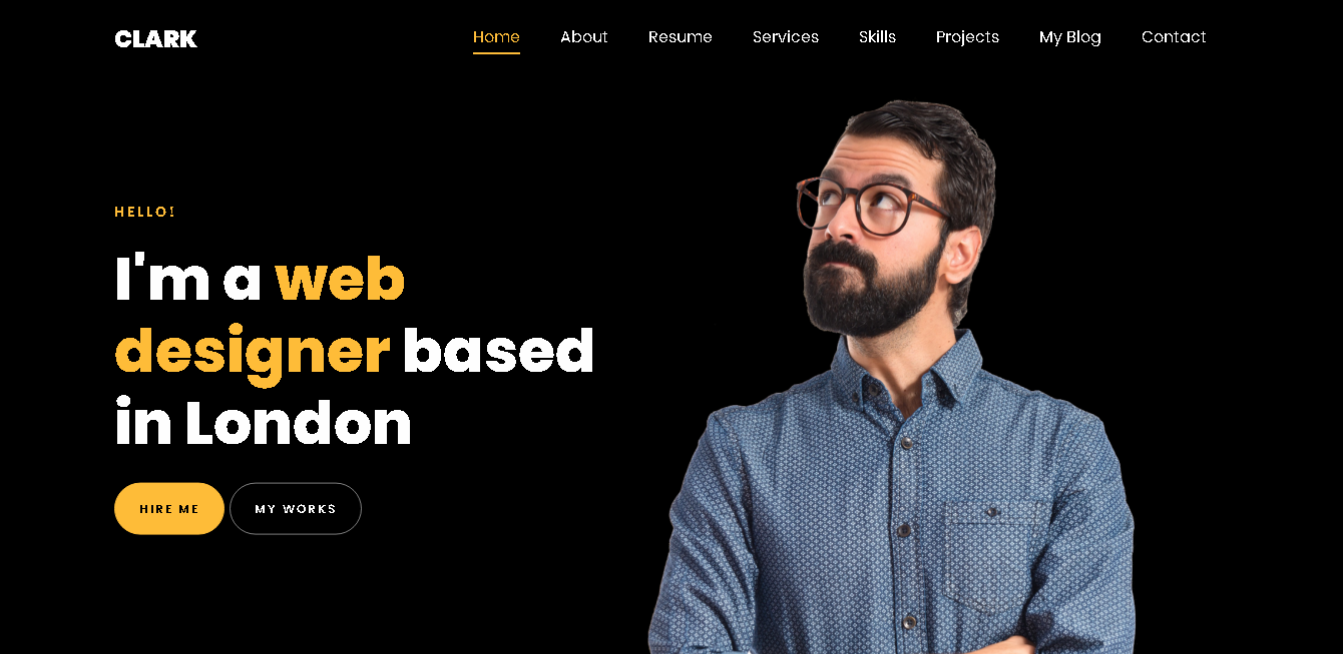 CLARK
Home About Resume Services Skills Projects My Blog Contact
HELLO!
I'm a web
designer based
in London
HIRE ME MY WORKS